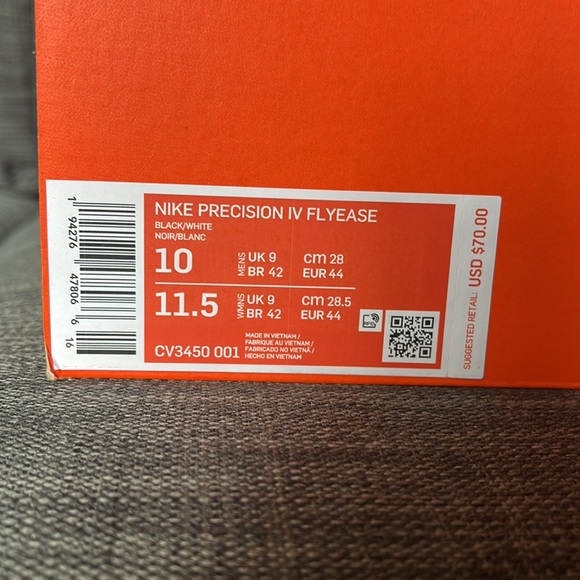 NIKE PRECISION IV FLYEASE
BLACK/WHITE
NOIR/BLANC
10 MENS UK 9 CM 28
BR 42 EUR 44
11.5 WMNS UK 9 CM 28.5
BR 42 EUR 44
CV3450 001
MADE IN VIETNAM /
FABRIQUE AU VIETNAM /
FABRICADO NO VIETNÃ /
HECHO EN VIETNAM
1 94276 47806 6 10
SUGGESTED RETAIL: USD $70.00